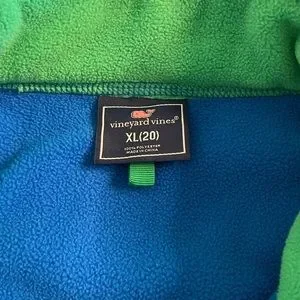 vineyard vines®
XL(20)
100% POLYESTER
MADE IN CHINA